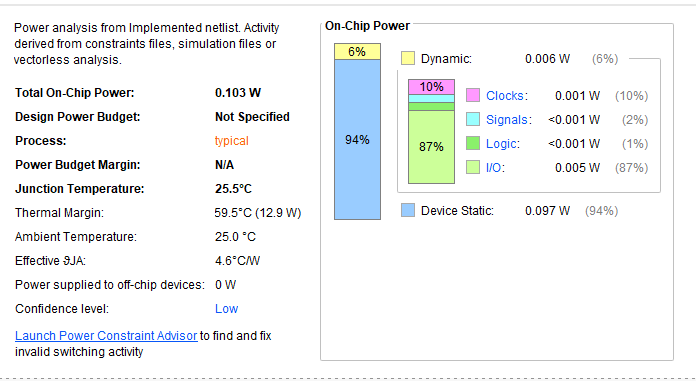 Power analysis from Implemented netlist. Activity
derived from constraints files, simulation files or
vectorless analysis.
Total On-Chip Power: 0.103 W
Design Power Budget: Not Specified
Process: typical
Power Budget Margin: N/A
Junction Temperature: 25.5°C
Thermal Margin: 59.5°C (12.9 W)
Ambient Temperature: 25.0 °C
Effective ϑJA: 4.6°C/W
Power supplied to off-chip devices: 0 W
Confidence level: Low
Launch Power Constraint Advisor to find and fix
invalid switching activity
On-Chip Power
6%
94%
Dynamic: 0.006 W (6%)
10%
87%
Clocks: 0.001 W (10%)
Signals: <0.001 W (2%)
Logic: <0.001 W (1%)
I/O: 0.005 W (87%)
Device Static: 0.097 W (94%)